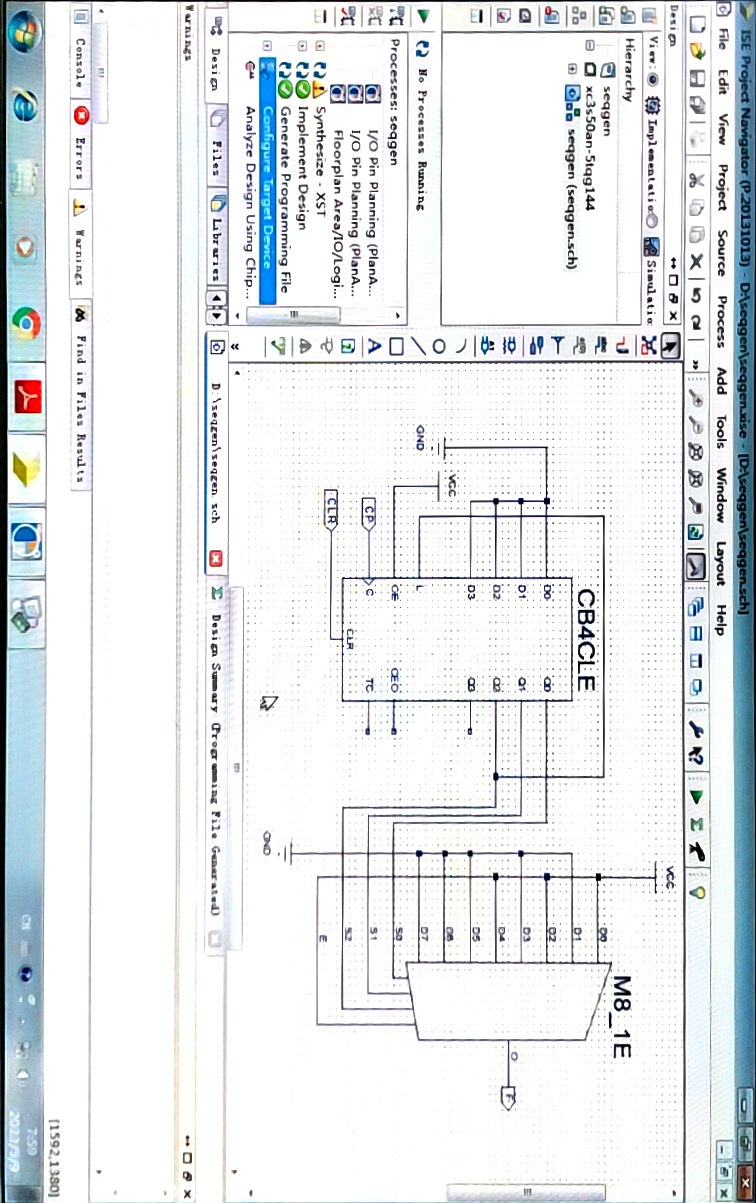 ISE Project Navigator (P.20131013) - D:\seqgen\seqgen.xise - [D:\seqgen\seqgen.sch]
File Edit View Project Source Process Add Tools Window Layout Help
Design
View: Implementatio Simulatio
Hierarchy
seqgen
xc3s50an-5tqg144
seqgen (seqgen.sch)
No Processes Running
Processes: seqgen
I/O Pin Planning (PlanA...
I/O Pin Planning (PlanA...
Floorplan Area/IO/Logi...
Synthesize - XST
Implement Design
Generate Programming File
Configure Target Device
Analyze Design Using Chip...
Design Files Libraries
VCC
M8_1E
CB4CLE
D0 Q0
D1 Q1
D2 Q2
D3 Q3
L
CE CEO
C TC
CLR
VCC
GND
CP
CLR
D0
D1
D2
D3
D4
D5
D6
D7
S0
S1
S2
E
O
F
GND
D:\seqgen\seqgen.sch
Design Summary (Programming File Generated)
Warnings
Console Errors Warnings Find in Files Results
[1592,1380]
CN
7:59
2023/5/9